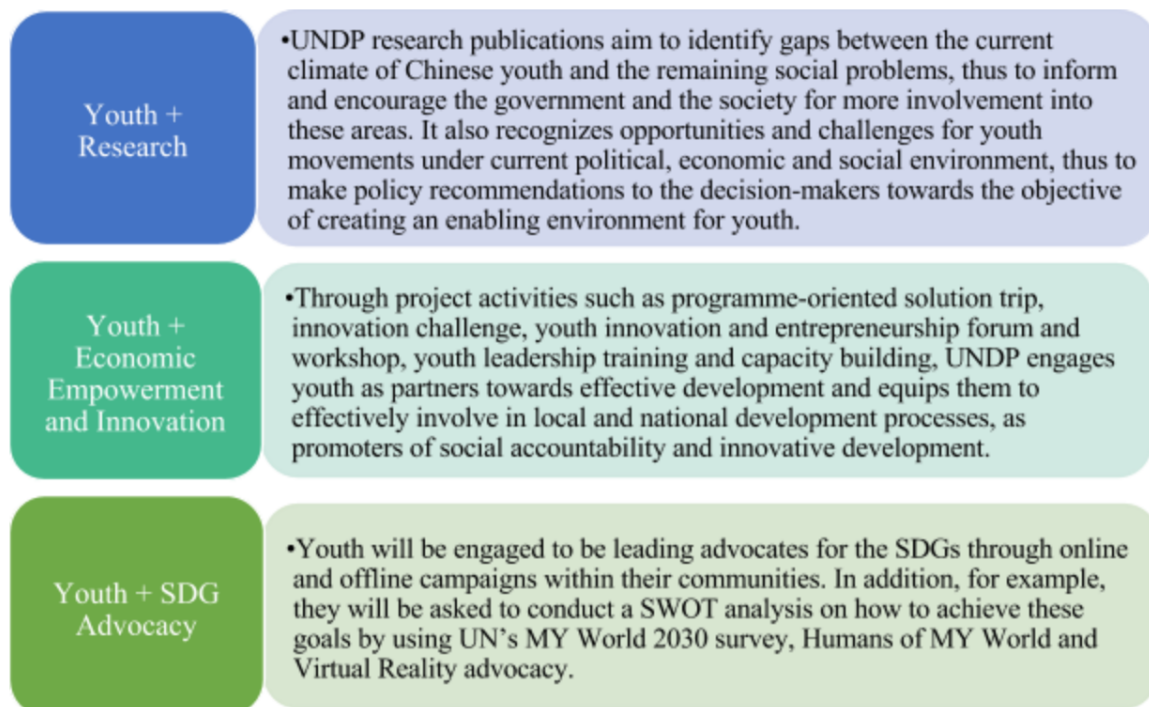 Youth +
Research
•UNDP research publications aim to identify gaps between the current
climate of Chinese youth and the remaining social problems, thus to inform
and encourage the government and the society for more involvement into
these areas. It also recognizes opportunities and challenges for youth
movements under current political, economic and social environment, thus to
make policy recommendations to the decision-makers towards the objective
of creating an enabling environment for youth.
Youth +
Economic
Empowerment
and Innovation
•Through project activities such as programme-oriented solution trip,
innovation challenge, youth innovation and entrepreneurship forum and
workshop, youth leadership training and capacity building, UNDP engages
youth as partners towards effective development and equips them to
effectively involve in local and national development processes, as
promoters of social accountability and innovative development.
Youth + SDG
Advocacy
•Youth will be engaged to be leading advocates for the SDGs through online
and offline campaigns within their communities. In addition, for example,
they will be asked to conduct a SWOT analysis on how to achieve these
goals by using UN’s MY World 2030 survey, Humans of MY World and
Virtual Reality advocacy.